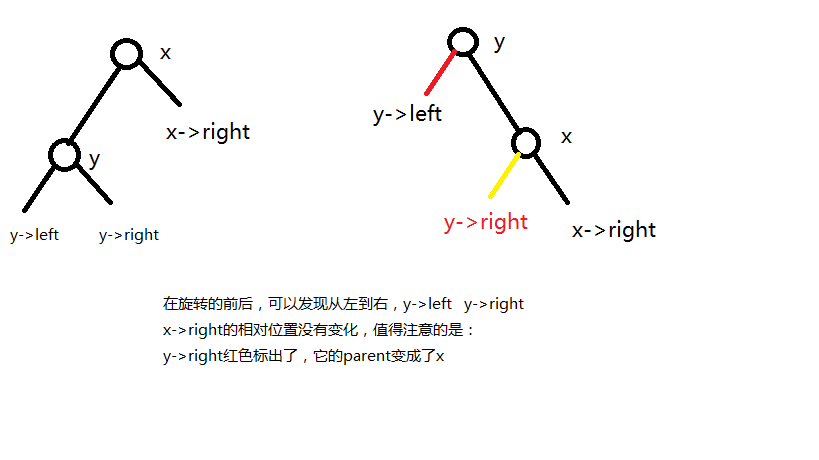 x
y
x->right
y->left
x
y
y->right
x->right
y->left
y->right
在旋转的前后，可以发现从左到右，y->left y->right
x->right的相对位置没有变化，值得注意的是：
y->right红色标出了，它的parent变成了x